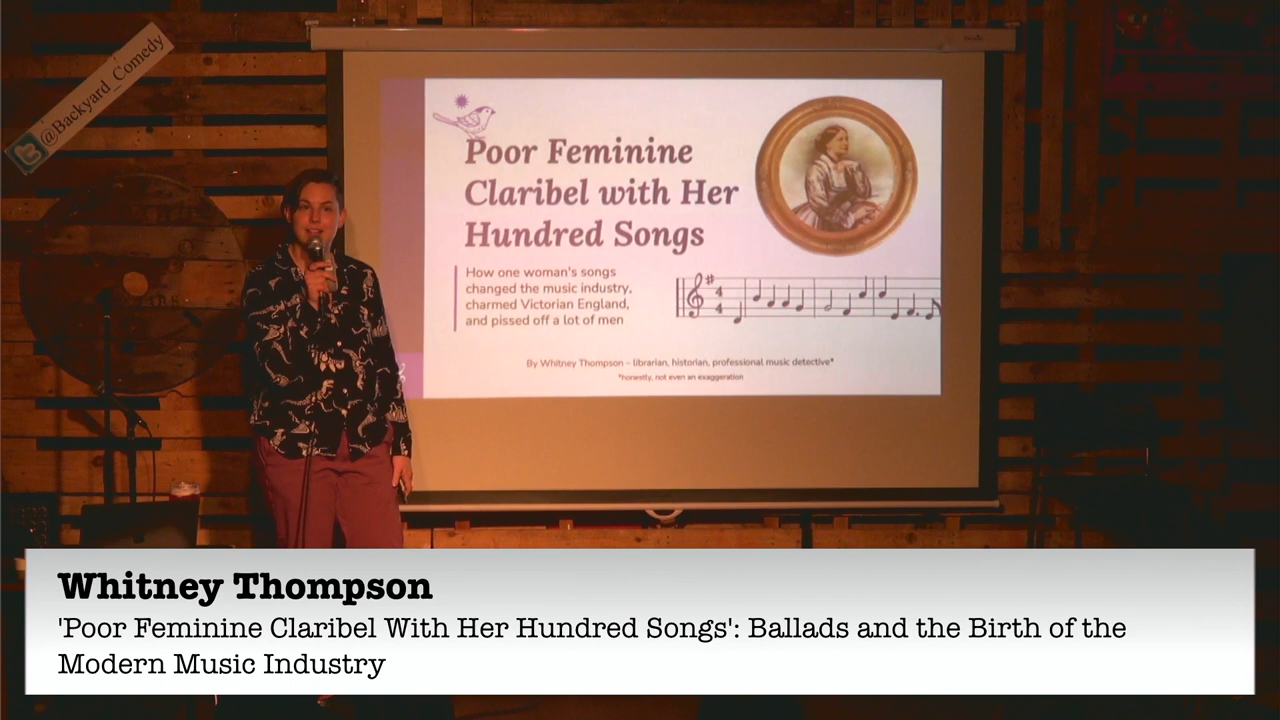 @Backyard_Comedy
Poor Feminine
Claribel with Her
Hundred Songs
How one woman's songs
changed the music industry,
charmed Victorian England,
and pissed off a lot of men
By Whitney Thompson – librarian, historian, professional music detective*
*honestly, not even an exaggeration
Whitney Thompson
'Poor Feminine Claribel With Her Hundred Songs': Ballads and the Birth of the
Modern Music Industry